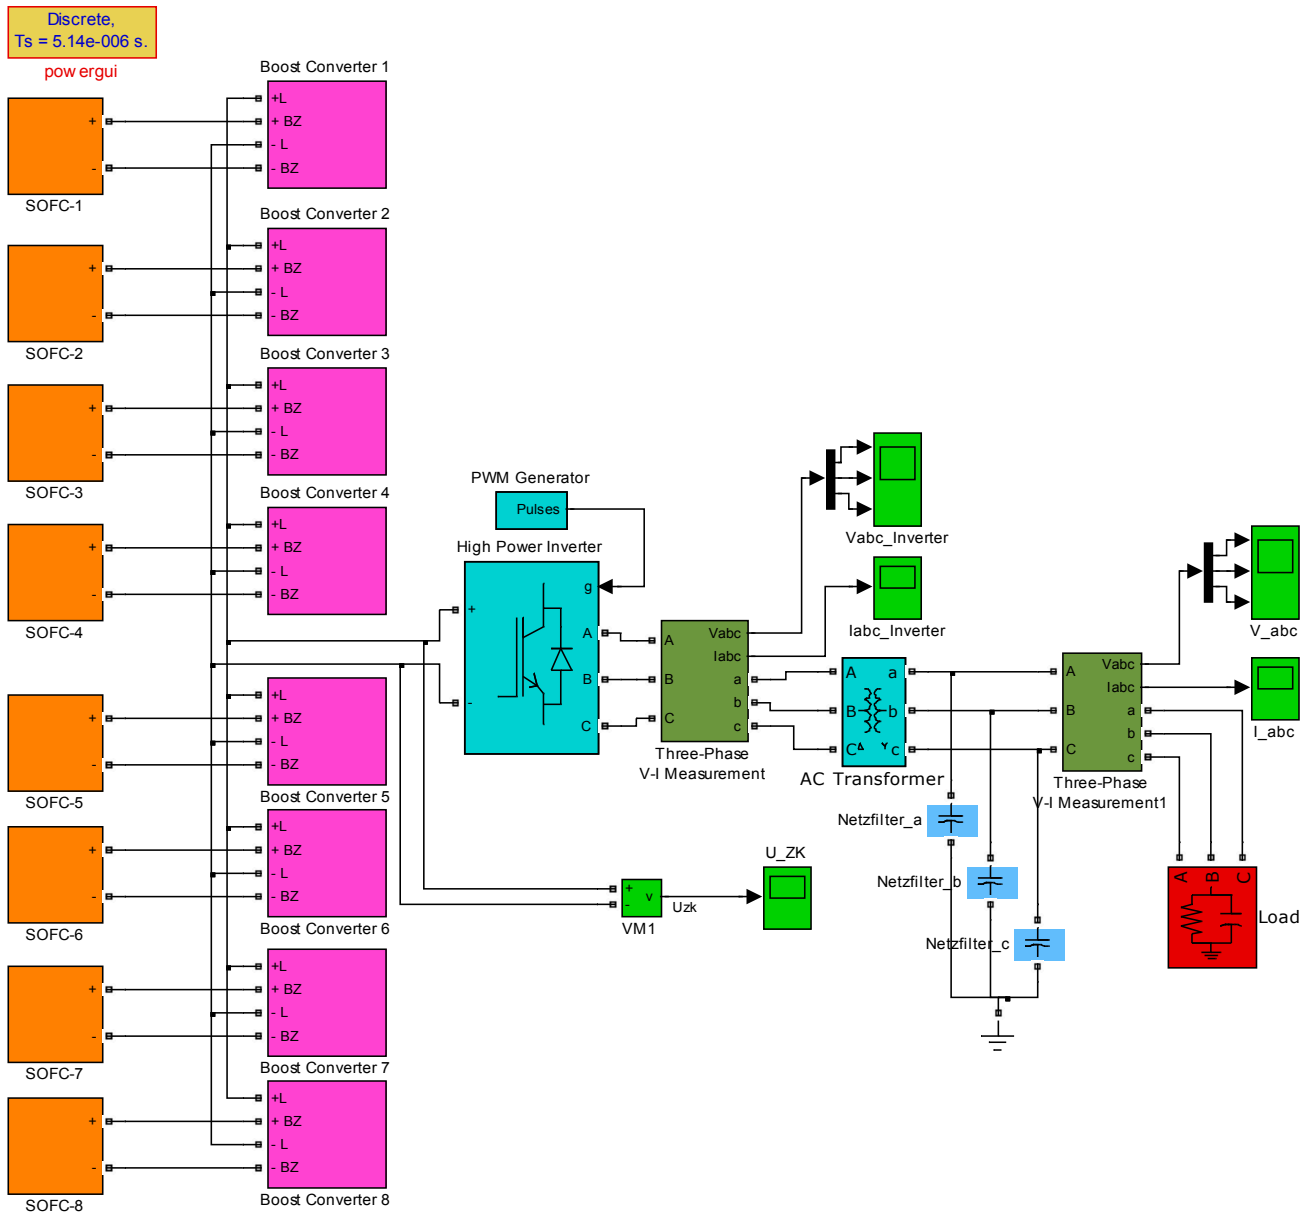 Discrete,
Ts = 5.14e-006 s.
powergui
SOFC-1
+
-
Boost Converter 1
+L
+ BZ
- L
- BZ
SOFC-2
+
-
Boost Converter 2
+L
+ BZ
- L
- BZ
SOFC-3
+
-
Boost Converter 3
+L
+ BZ
- L
- BZ
SOFC-4
+
-
Boost Converter 4
+L
+ BZ
- L
- BZ
SOFC-5
+
-
+L
+ BZ
- L
- BZ
Boost Converter 5
SOFC-6
+
-
+L
+ BZ
- L
- BZ
Boost Converter 6
SOFC-7
+
-
+L
+ BZ
- L
- BZ
Boost Converter 7
SOFC-8
+
-
+L
+ BZ
- L
- BZ
Boost Converter 8
PWM Generator
Pulses
High Power Inverter
g
+
-
A
B
C
A
B
C
Vabc
Iabc
a
b
c
Three-Phase
V-I Measurement
Vabc_Inverter
Iabc_Inverter
A
B
C
a
b
c
Δ
Y
AC Transformer
A
B
C
Vabc
Iabc
a
b
c
Three-Phase
V-I Measurement1
V_abc
I_abc
Netzfilter_a
Netzfilter_b
Netzfilter_c
+
-
v
VM1
Uzk
U_ZK
A
B
C
Load